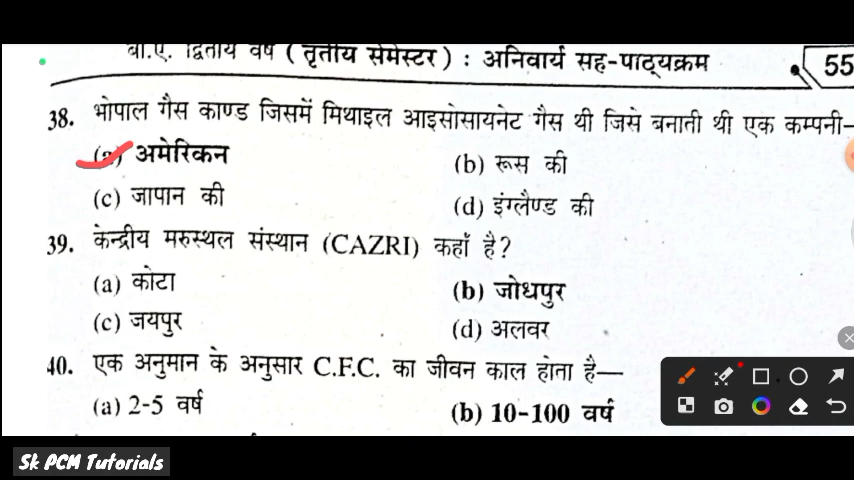 बी.ए. द्वितीय वर्ष ( तृतीय सेमेस्टर ) : अनिवार्य सह-पाठ्यक्रम 55
38. भोपाल गैस काण्ड जिसमें मिथाइल आइसोसायनेट गैस थी जिसे बनाती थी एक कम्पनी–
(a) अमेरिकन (b) रूस की
(c) जापान की (d) इंग्लैण्ड की
39. केन्द्रीय मरुस्थल संस्थान (CAZRI) कहाँ है?
(a) कोटा (b) जोधपुर
(c) जयपुर (d) अलवर
40. एक अनुमान के अनुसार C.F.C. का जीवन काल होता है—
(a) 2-5 वर्ष (b) 10-100 वर्ष
Sk PCM Tutorials